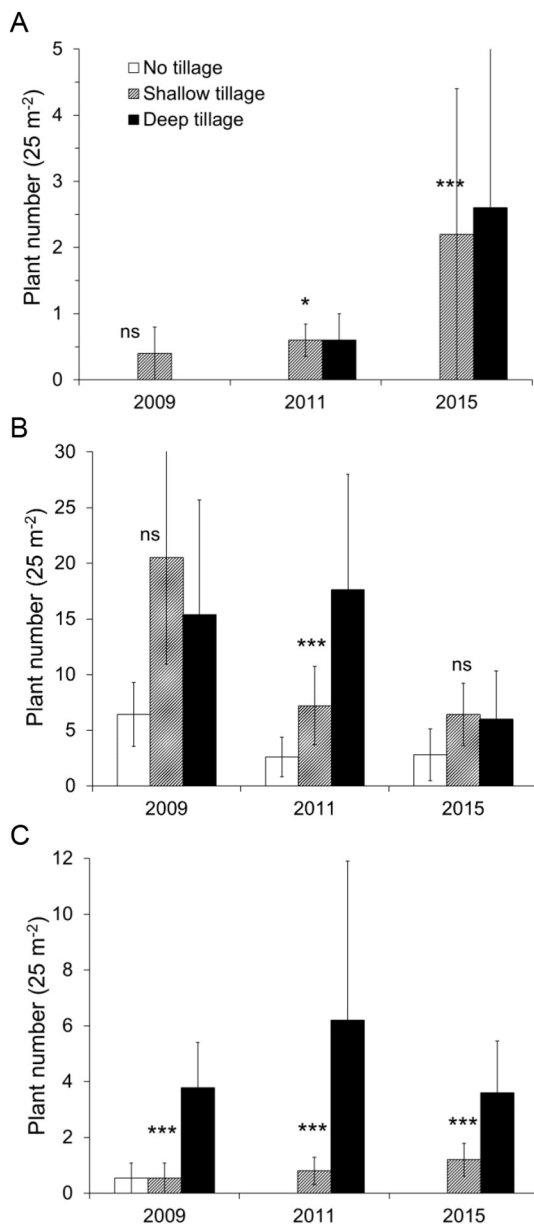 A
Plant number (25 m⁻²)
5
4
3
2
1
0
No tillage
Shallow tillage
Deep tillage
ns
*
***
2009 2011 2015
B
Plant number (25 m⁻²)
30
25
20
15
10
5
0
ns
***
ns
2009 2011 2015
C
Plant number (25 m⁻²)
12
10
8
6
4
2
0
***
***
***
2009 2011 2015